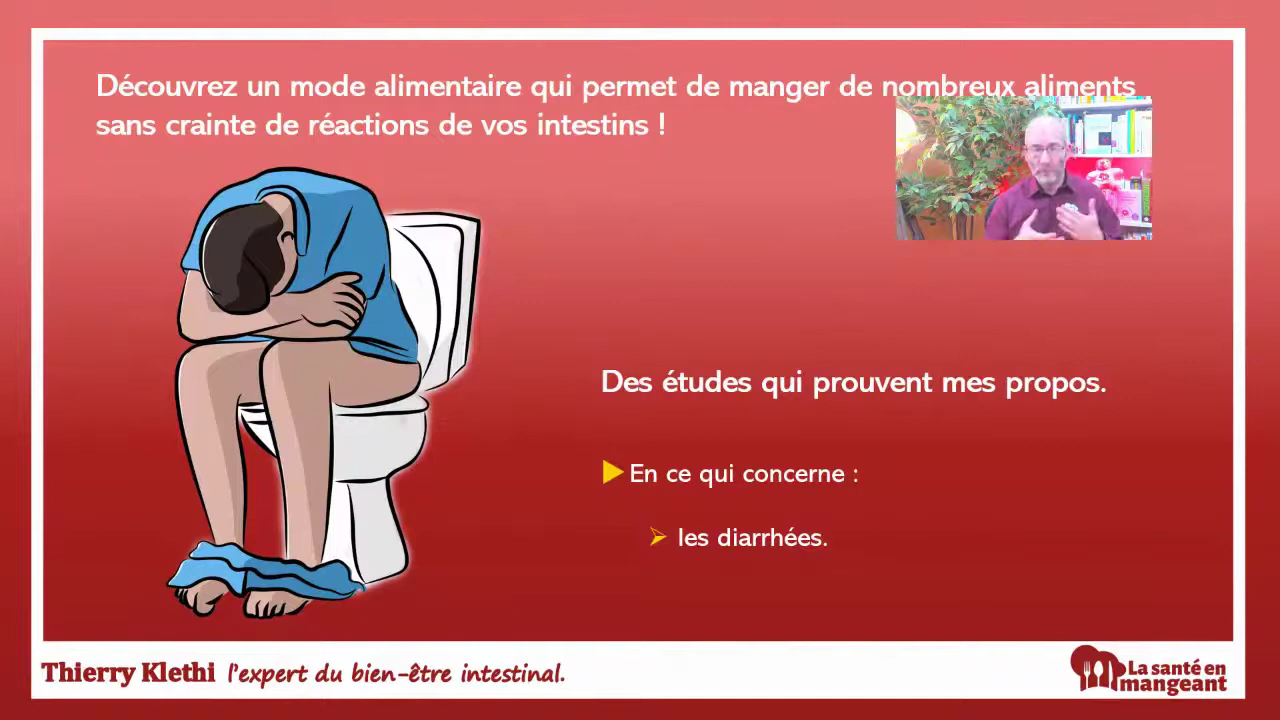 Découvrez un mode alimentaire qui permet de manger de nombreux aliments
sans crainte de réactions de vos intestins !
Des études qui prouvent mes propos.
En ce qui concerne :
les diarrhées.
Thierry Klethi l'expert du bien-être intestinal.
La santé en
mangeant